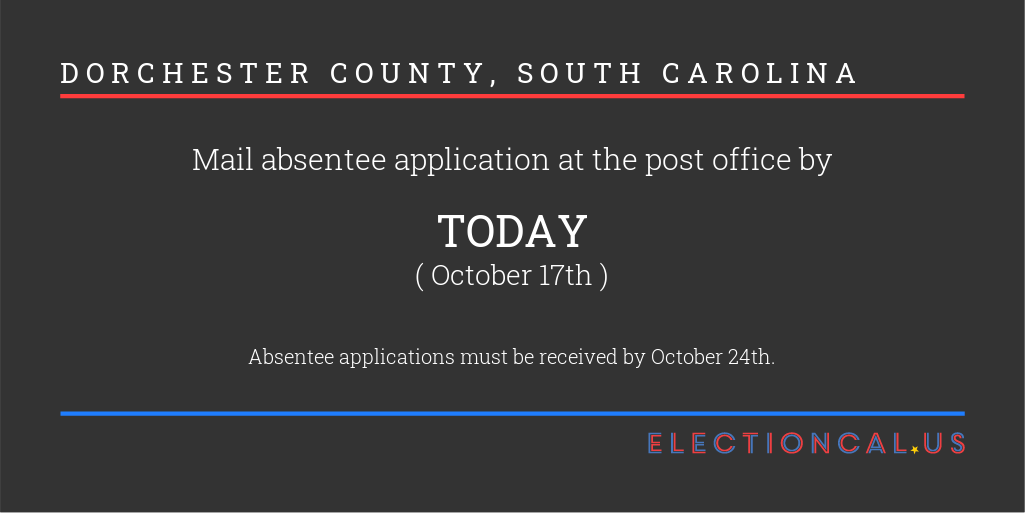 DORCHESTER COUNTY, SOUTH CAROLINA
Mail absentee application at the post office by
TODAY
( October 17th )
Absentee applications must be received by October 24th.
ELECTIONCAL.US